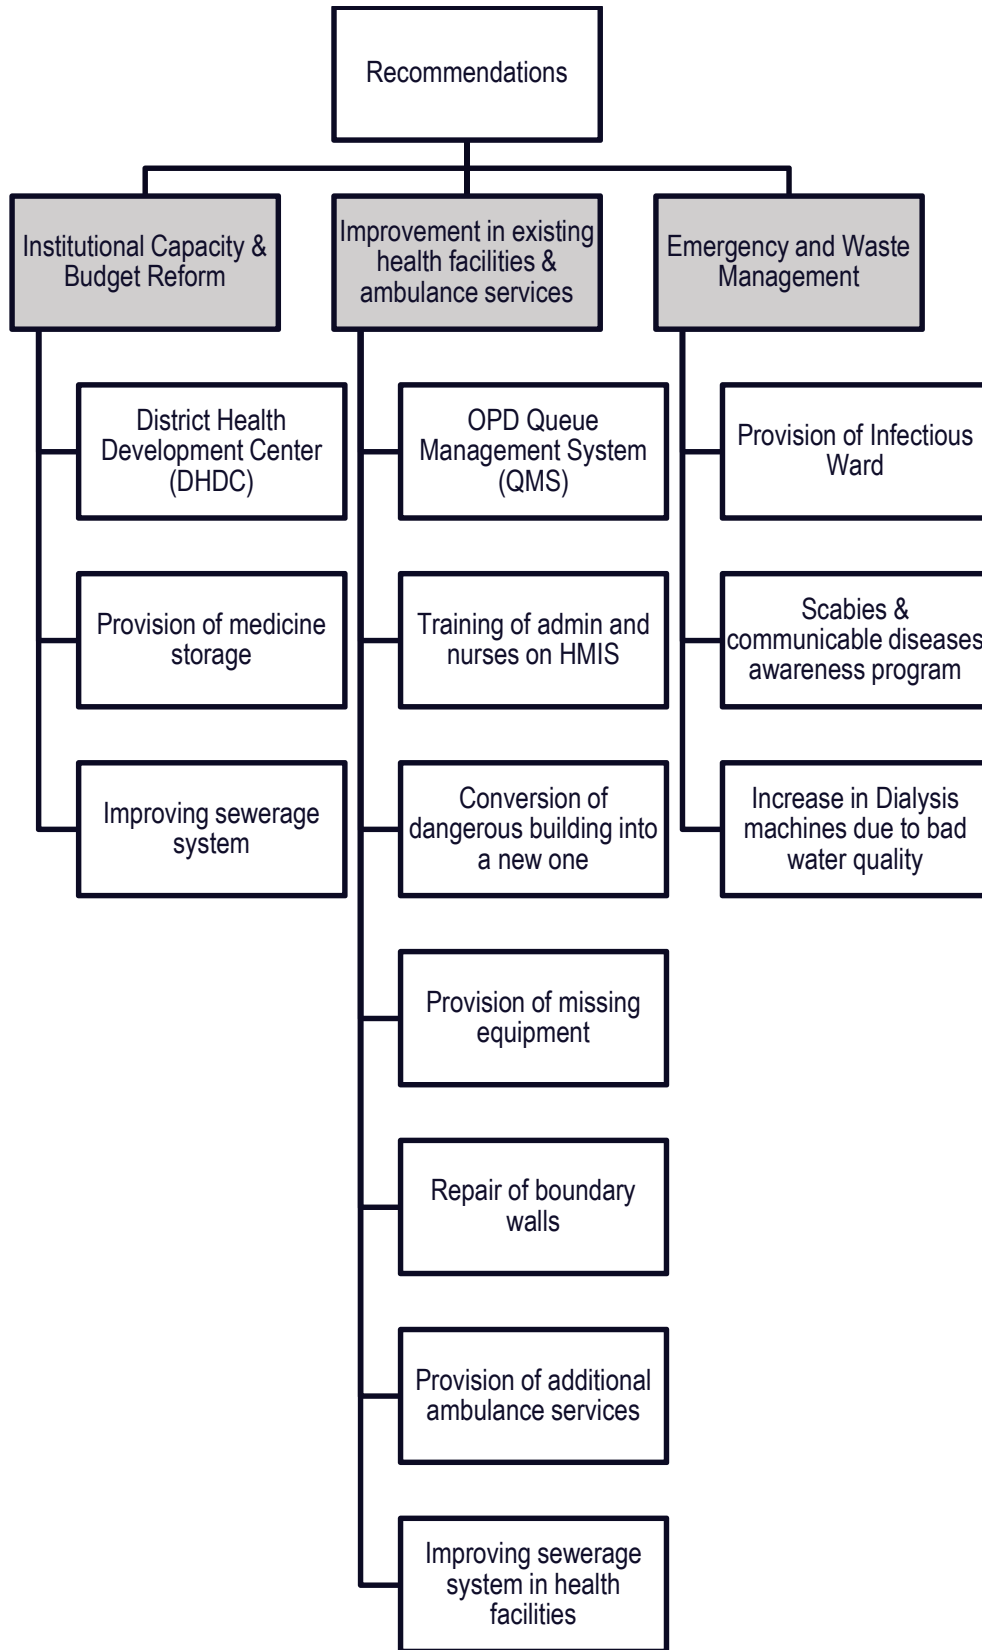 Recommendations
Institutional Capacity &
Budget Reform
District Health
Development Center
(DHDC)
Provision of medicine
storage
Improving sewerage
system
Improvement in existing
health facilities &
ambulance services
OPD Queue
Management System
(QMS)
Training of admin and
nurses on HMIS
Conversion of
dangerous building into
a new one
Provision of missing
equipment
Repair of boundary
walls
Provision of additional
ambulance services
Improving sewerage
system in health
facilities
Emergency and Waste
Management
Provision of Infectious
Ward
Scabies &
communicable diseases
awareness program
Increase in Dialysis
machines due to bad
water quality